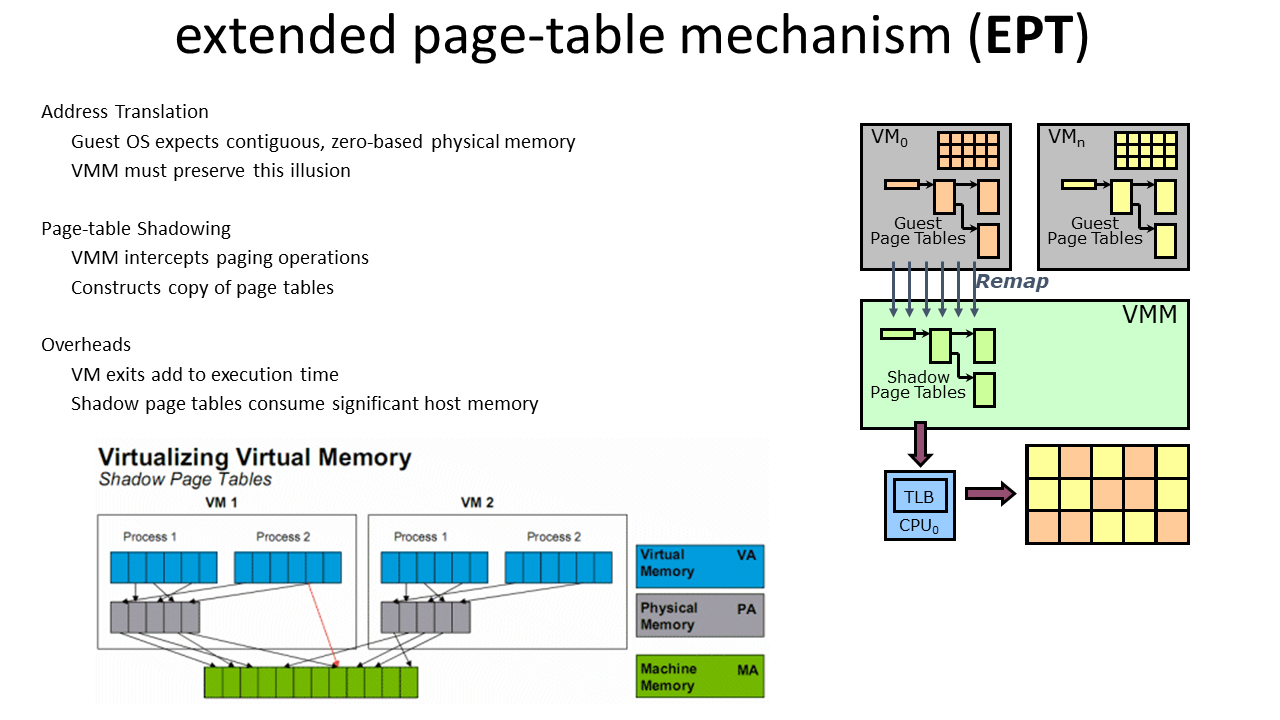 extended page-table mechanism (EPT)
Address Translation
Guest OS expects contiguous, zero-based physical memory
VMM must preserve this illusion
Page-table Shadowing
VMM intercepts paging operations
Constructs copy of page tables
Overheads
VM exits add to execution time
Shadow page tables consume significant host memory
VM0
Guest
Page Tables
VMn
Guest
Page Tables
Remap
VMM
Shadow
Page Tables
TLB
CPU0
Virtualizing Virtual Memory
Shadow Page Tables
VM 1
VM 2
Process 1
Process 2
Process 1
Process 2
Virtual Memory VA
Physical Memory PA
Machine Memory MA